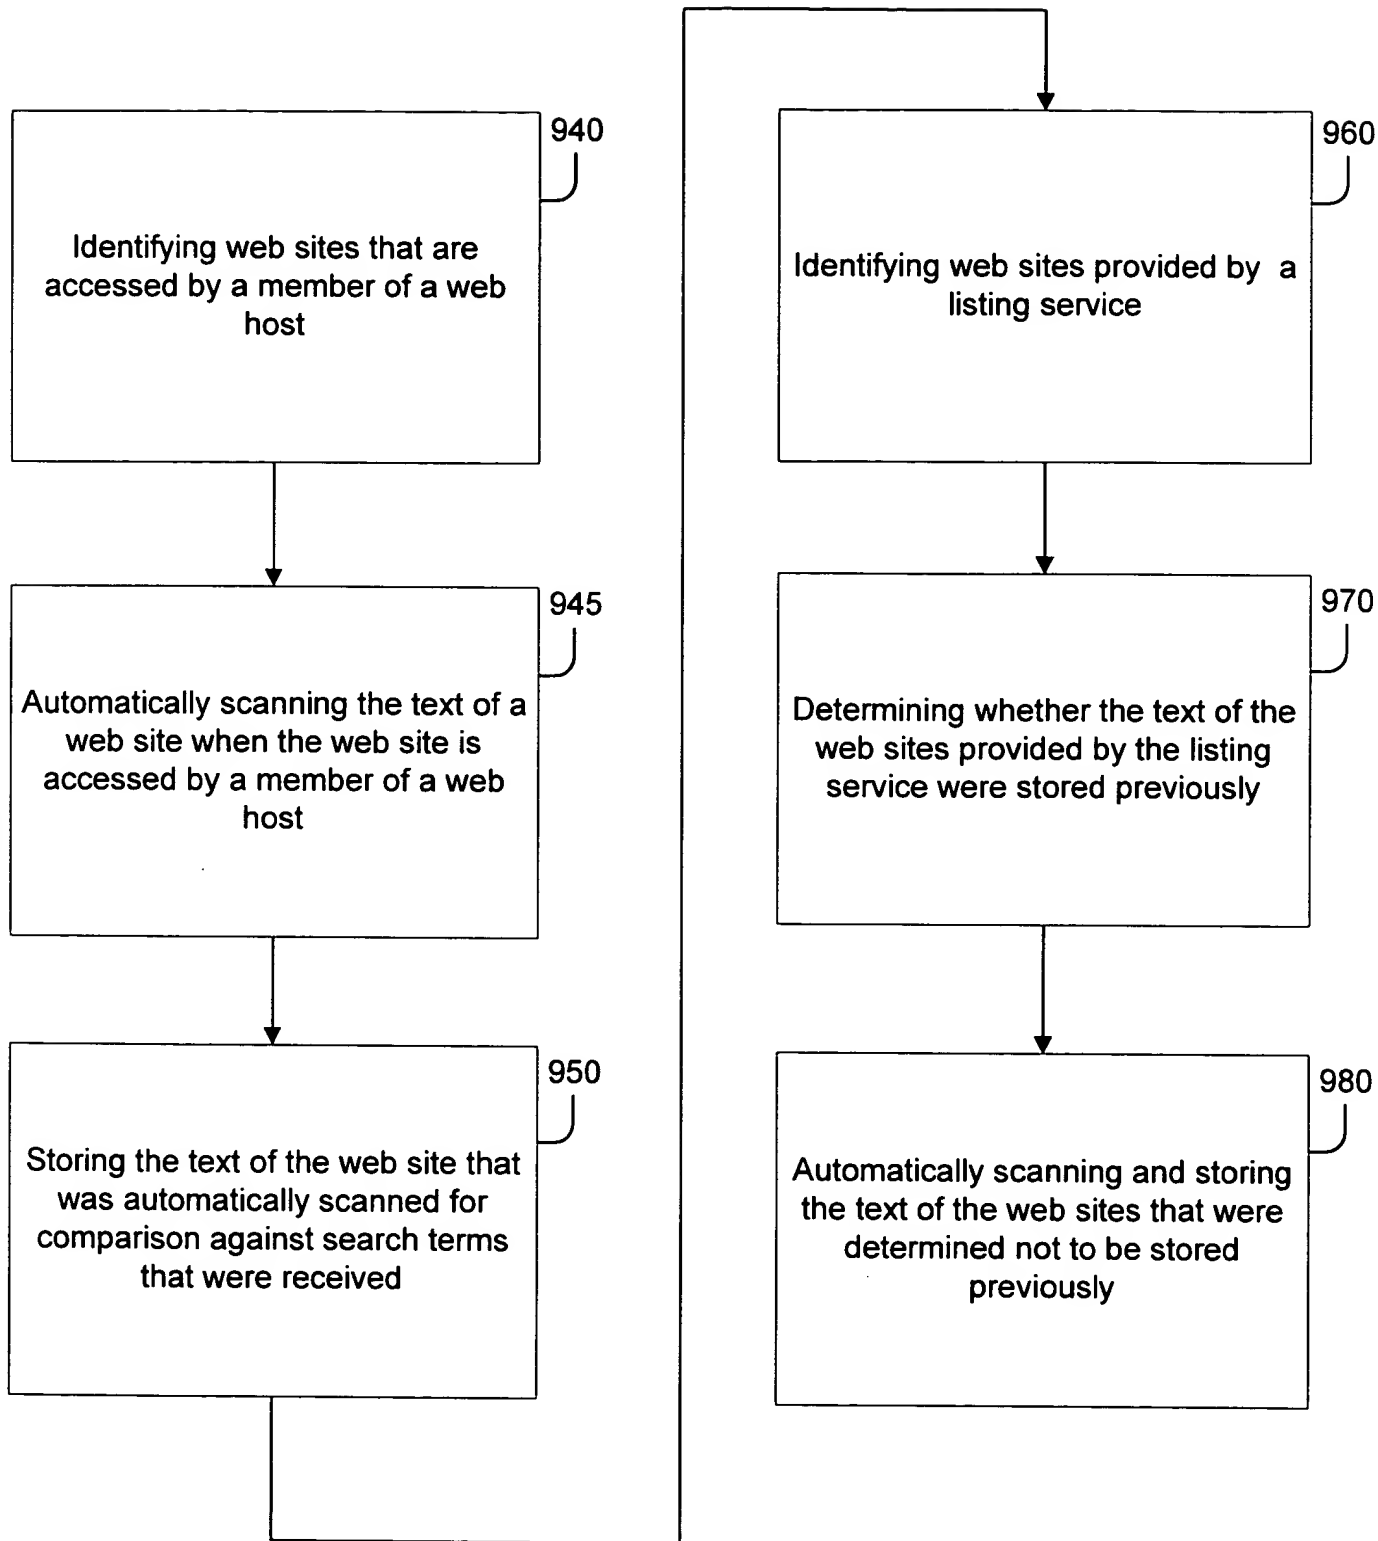 940
Identifying web sites that are
accessed by a member of a web
host
945
Automatically scanning the text of a
web site when the web site is
accessed by a member of a web
host
950
Storing the text of the web site that
was automatically scanned for
comparison against search terms
that were received
960
Identifying web sites provided by a
listing service
970
Determining whether the text of the
web sites provided by the listing
service were stored previously
980
Automatically scanning and storing
the text of the web sites that were
determined not to be stored
previously